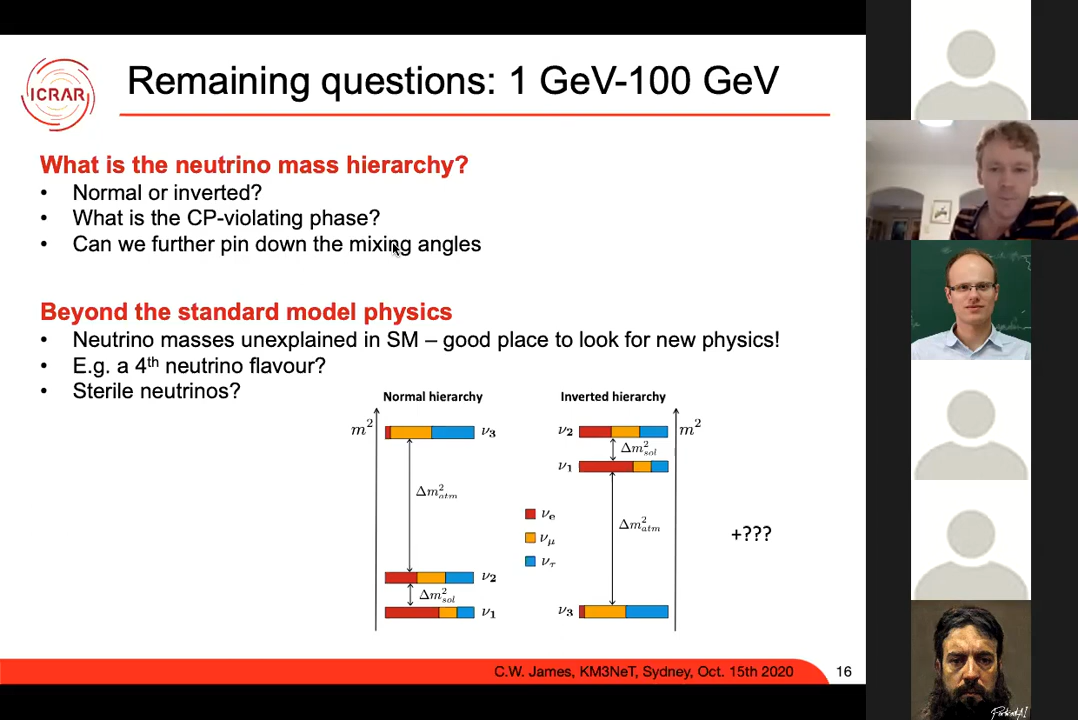 ICRAR
Remaining questions: 1 GeV-100 GeV
What is the neutrino mass hierarchy?
• Normal or inverted?
• What is the CP-violating phase?
• Can we further pin down the mixing angles
Beyond the standard model physics
• Neutrino masses unexplained in SM – good place to look for new physics!
• E.g. a 4th neutrino flavour?
• Sterile neutrinos?
Normal hierarchy
m²
ν₃
Δm²atm
ν₂
Δm²sol
ν₁
νe
νμ
ντ
Inverted hierarchy
ν₂
m²
Δm²sol
ν₁
Δm²atm
ν₃
+???
C.W. James, KM3NeT, Sydney, Oct. 15th 2020
16